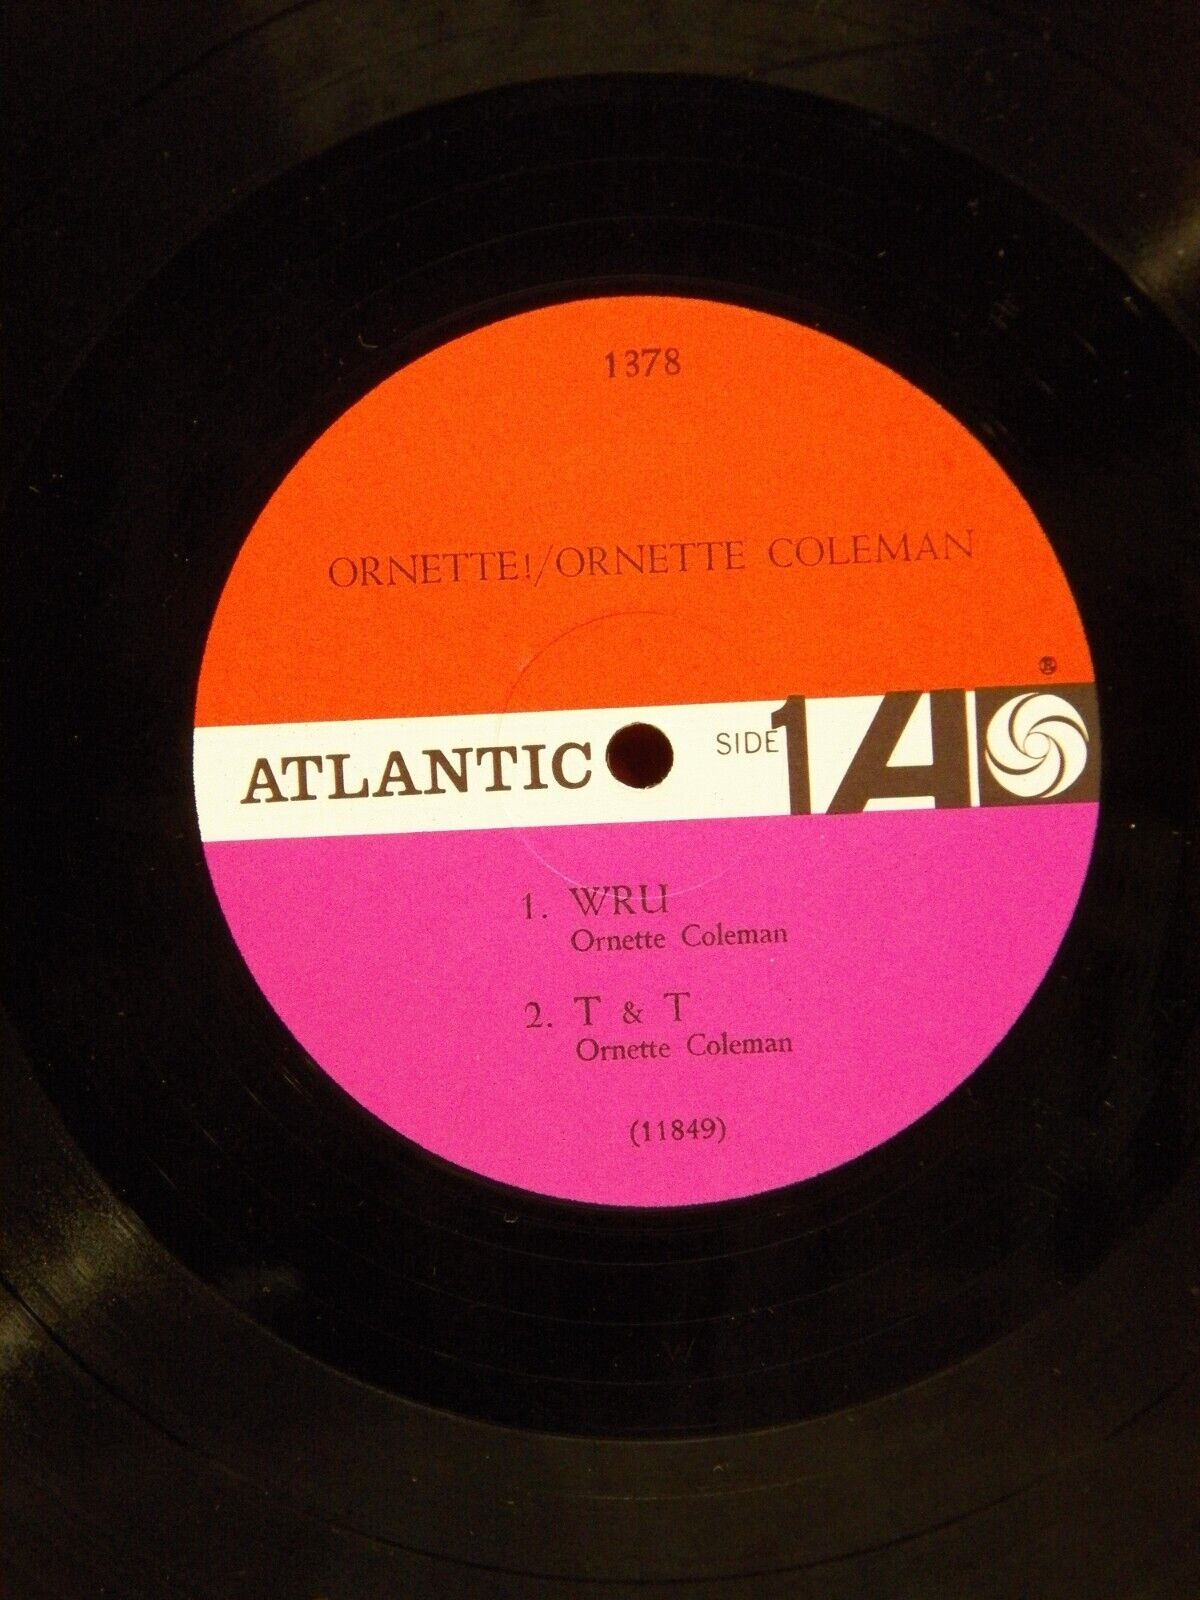 1378
ORNETTE!/ORNETTE COLEMAN
®
ATLANTIC SIDE 1 A
1. WRU
Ornette Coleman
2. T & T
Ornette Coleman
(11849)